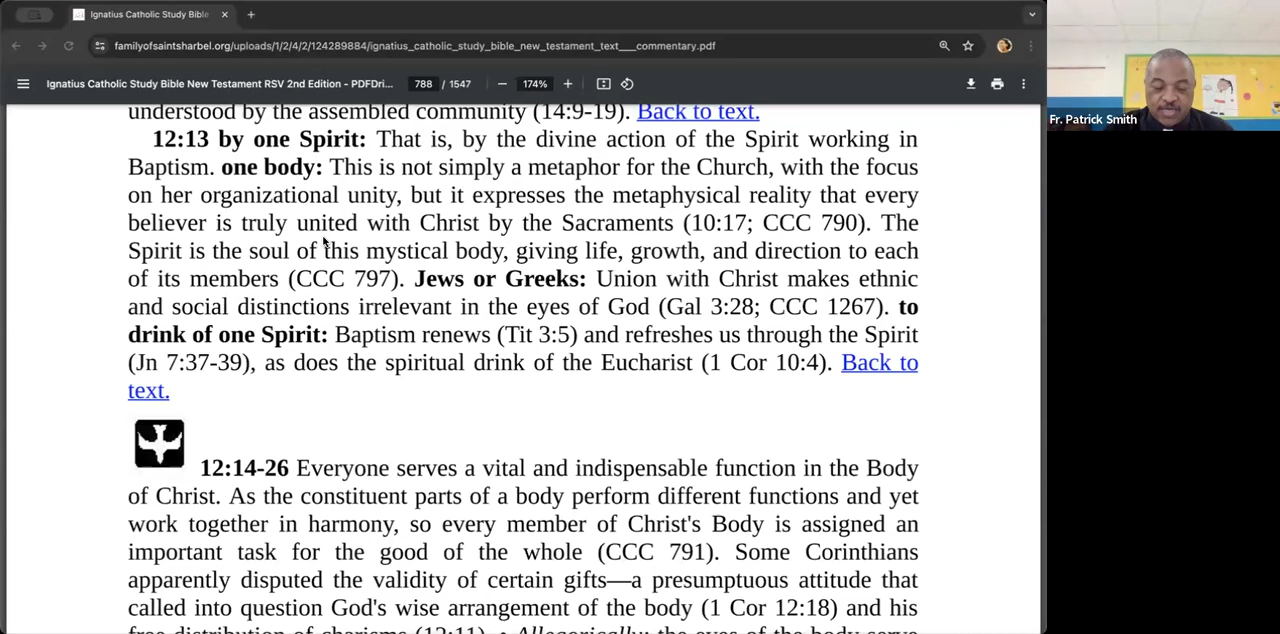 Ignatius Catholic Study Bible
familyofsaintsharbel.org/uploads/1/2/4/2/124289884/ignatius_catholic_study_bible_new_testament_text___commentary.pdf
Ignatius Catholic Study Bible New Testament RSV 2nd Edition - PDFDri... 788 / 1547 174%
understood by the assembled community (14:9-19). Back to text.
12:13 by one Spirit: That is, by the divine action of the Spirit working in
Baptism. one body: This is not simply a metaphor for the Church, with the focus
on her organizational unity, but it expresses the metaphysical reality that every
believer is truly united with Christ by the Sacraments (10:17; CCC 790). The
Spirit is the soul of this mystical body, giving life, growth, and direction to each
of its members (CCC 797). Jews or Greeks: Union with Christ makes ethnic
and social distinctions irrelevant in the eyes of God (Gal 3:28; CCC 1267). to
drink of one Spirit: Baptism renews (Tit 3:5) and refreshes us through the Spirit
(Jn 7:37-39), as does the spiritual drink of the Eucharist (1 Cor 10:4). Back to
text.
12:14-26 Everyone serves a vital and indispensable function in the Body
of Christ. As the constituent parts of a body perform different functions and yet
work together in harmony, so every member of Christ's Body is assigned an
important task for the good of the whole (CCC 791). Some Corinthians
apparently disputed the validity of certain gifts—a presumptuous attitude that
called into question God's wise arrangement of the body (1 Cor 12:18) and his
free distribution of charisms (12:11). • Allegorically: the eyes of the body serve
Fr. Patrick Smith